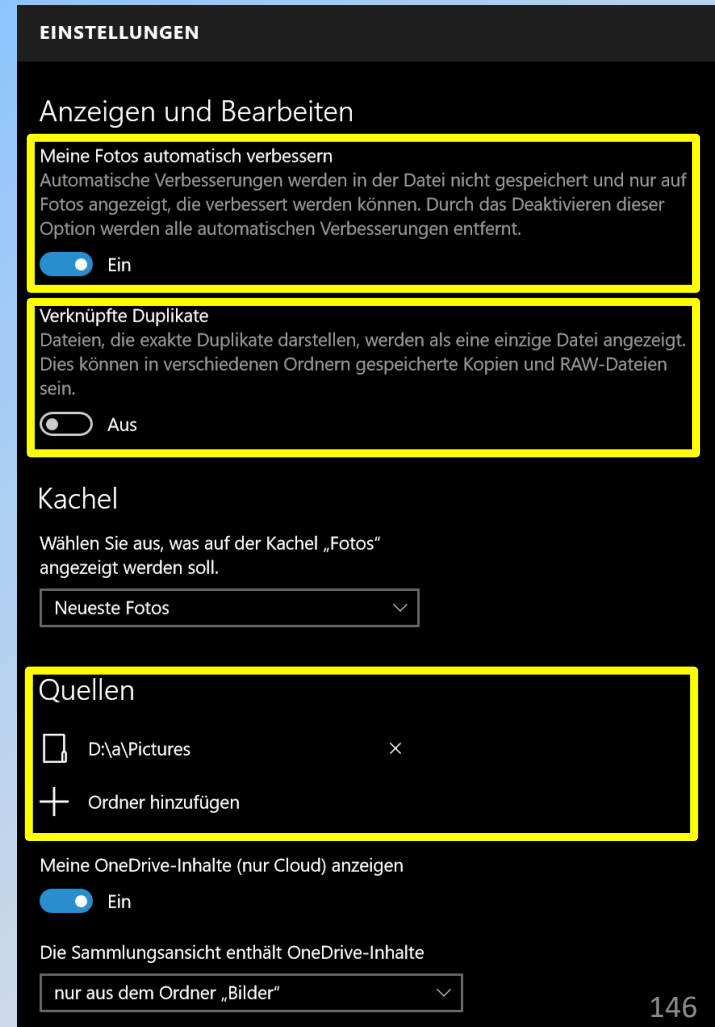 EINSTELLUNGEN
Anzeigen und Bearbeiten
Meine Fotos automatisch verbessern
Automatische Verbesserungen werden in der Datei nicht gespeichert und nur auf
Fotos angezeigt, die verbessert werden können. Durch das Deaktivieren dieser
Option werden alle automatischen Verbesserungen entfernt.
Ein
Verknüpfte Duplikate
Dateien, die exakte Duplikate darstellen, werden als eine einzige Datei angezeigt.
Dies können in verschiedenen Ordnern gespeicherte Kopien und RAW-Dateien
sein.
Aus
Kachel
Wählen Sie aus, was auf der Kachel „Fotos“
angezeigt werden soll.
Neueste Fotos
Quellen
D:\a\Pictures
Ordner hinzufügen
Meine OneDrive-Inhalte (nur Cloud) anzeigen
Ein
Die Sammlungsansicht enthält OneDrive-Inhalte
nur aus dem Ordner „Bilder“
146